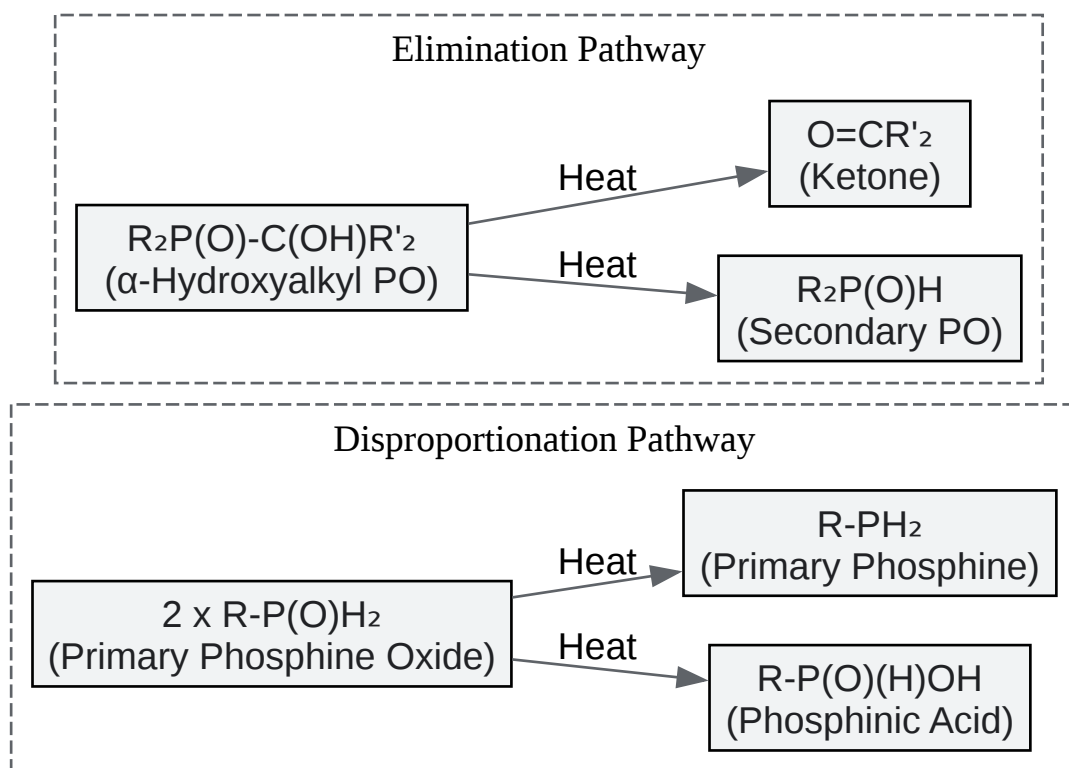 Elimination Pathway
O=CR'₂
(Ketone)
Heat
R₂P(O)-C(OH)R'₂
(α-Hydroxyalkyl PO)
Heat
R₂P(O)H
(Secondary PO)
Disproportionation Pathway
R-PH₂
(Primary Phosphine)
Heat
2 x R-P(O)H₂
(Primary Phosphine Oxide)
Heat
R-P(O)(H)OH
(Phosphinic Acid)